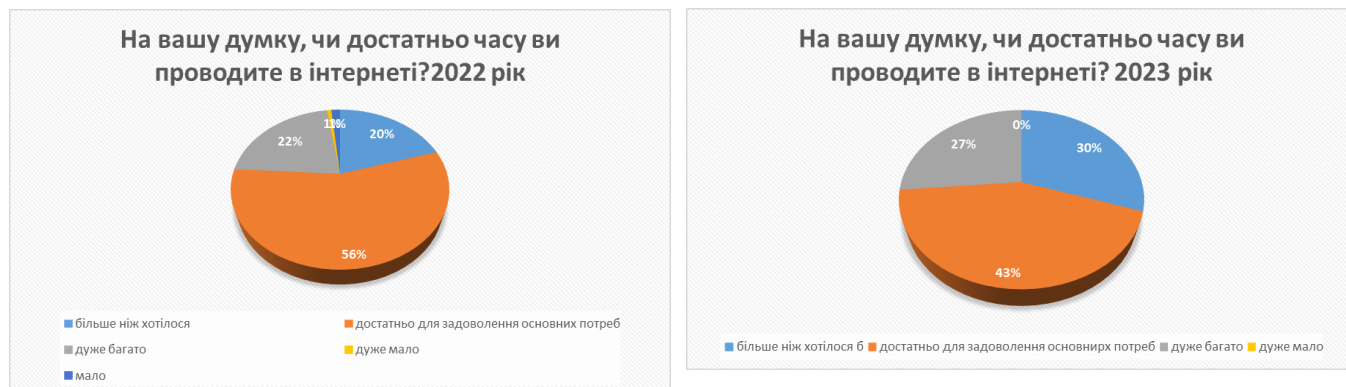 На вашу думку, чи достатньо часу ви
проводите в інтернеті?2022 рік
1%
1%
20%
22%
56%
більше ніж хотілося
достатньо для задоволення основних потреб
дуже багато
дуже мало
мало
На вашу думку, чи достатньо часу ви
проводите в інтернеті? 2023 рік
0%
27%
30%
43%
більше ніж хотілося б
достатньо для задоволення основнирх потреб
дуже багато
дуже мало